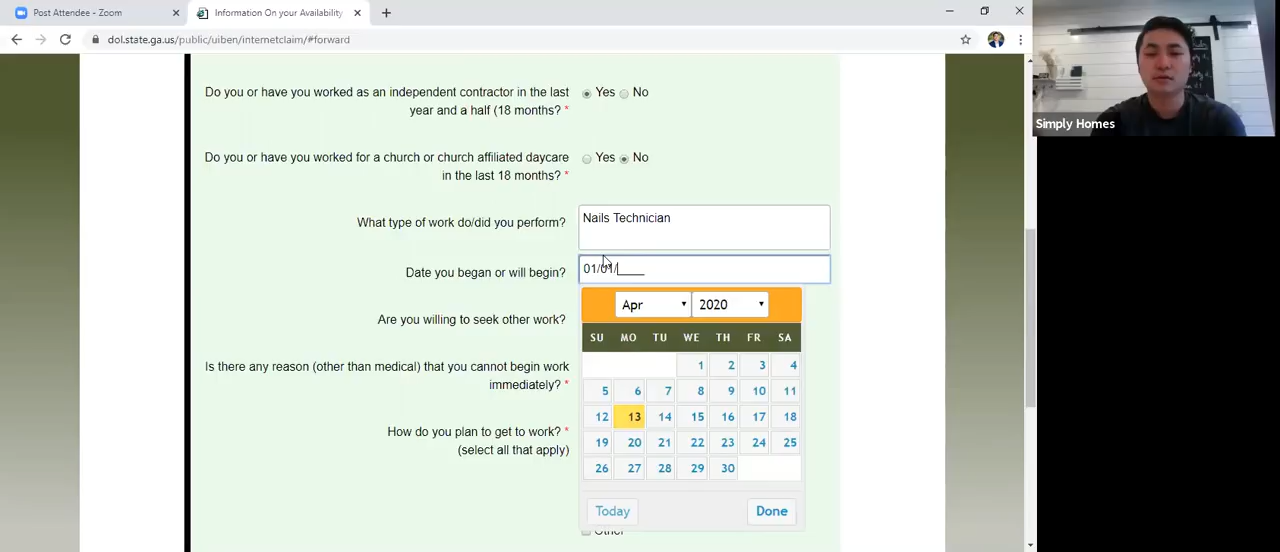 Post Attendee - Zoom
Information On your Availability
dol.state.ga.us/public/uiben/internetclaim/#forward
Simply Homes
Do you or have you worked as an independent contractor in the last
year and a half (18 months? *
Yes No
Do you or have you worked for a church or church affiliated daycare
in the last 18 months? *
Yes No
What type of work do/did you perform?
Nails Technician
Date you began or will begin?
01/01/____
Apr 2020
SU MO TU WE TH FR SA
1 2 3 4
5 6 7 8 9 10 11
12 13 14 15 16 17 18
19 20 21 22 23 24 25
26 27 28 29 30
Today Done
Are you willing to seek other work?
Is there any reason (other than medical) that you cannot begin work
immediately? *
How do you plan to get to work? *
(select all that apply)
Other